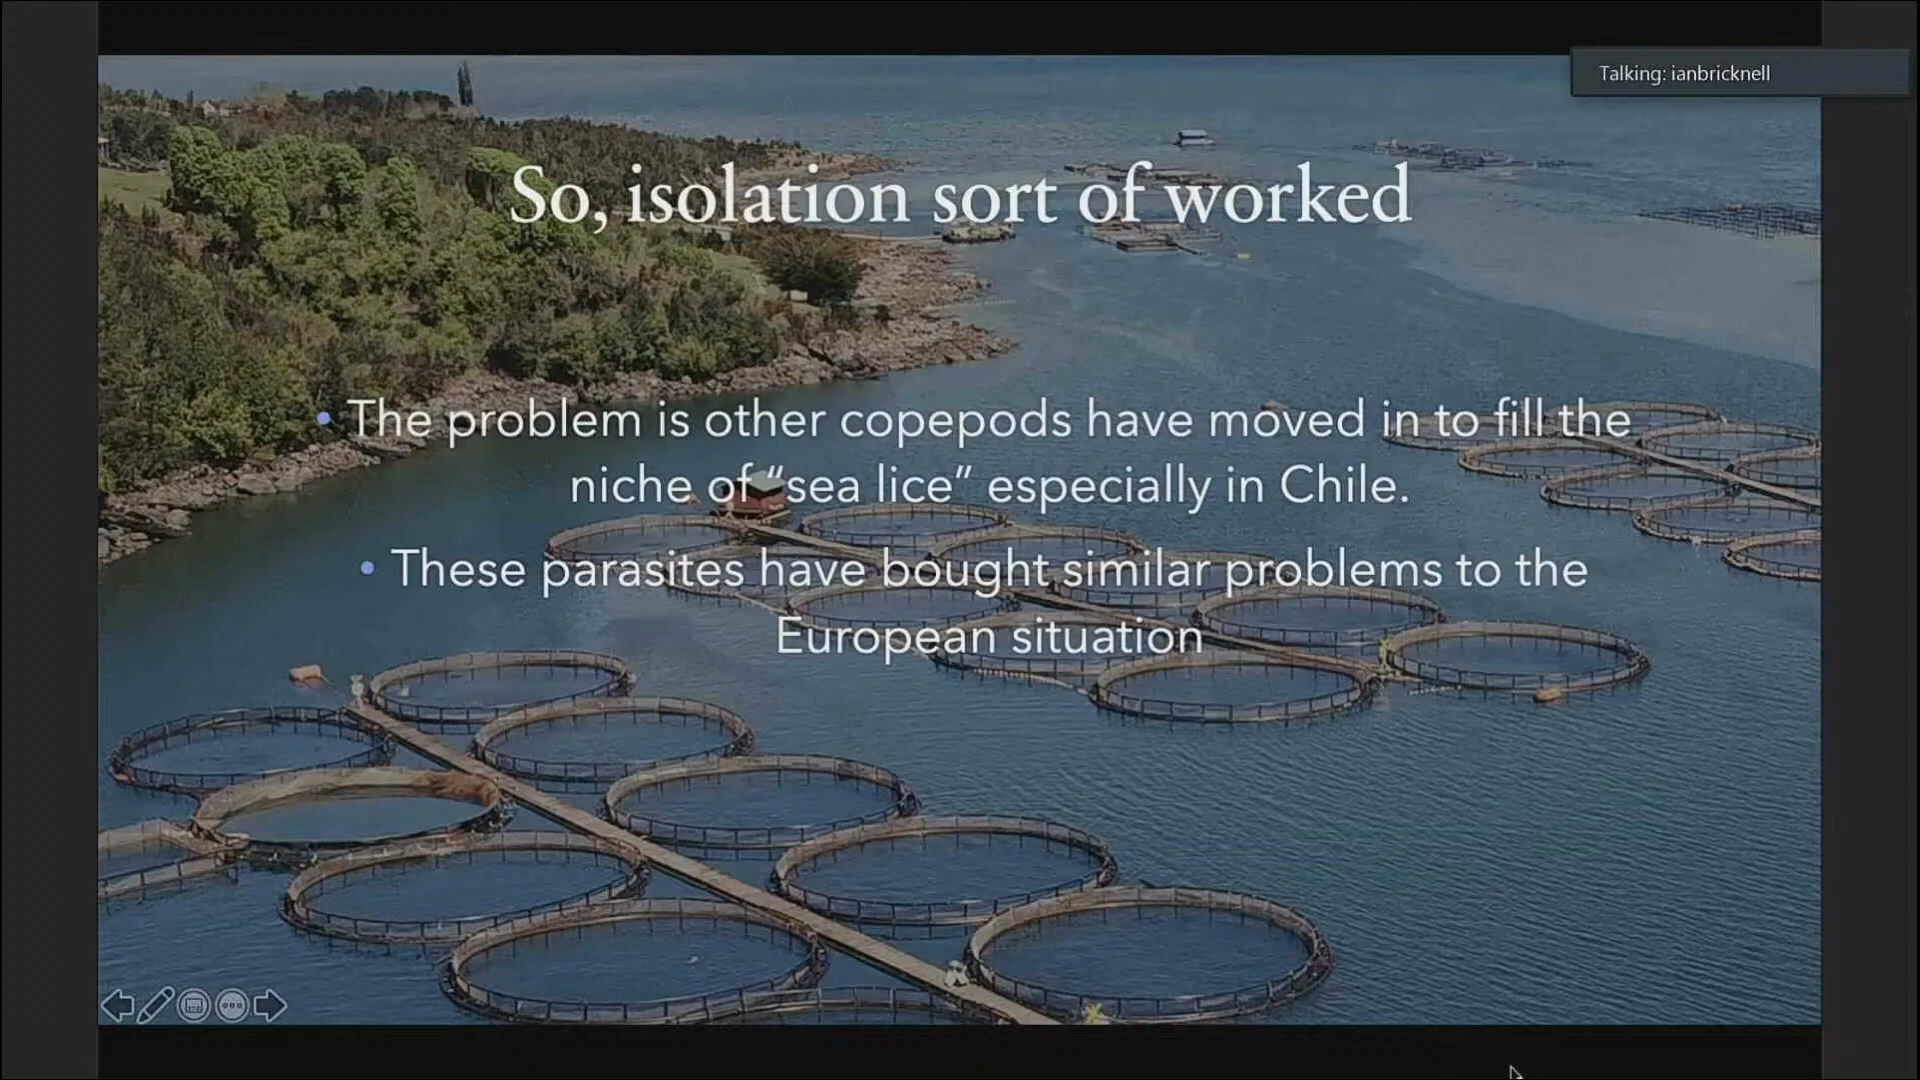 Talking: ianbricknell
So, isolation sort of worked
• The problem is other copepods have moved in to fill the
niche of “sea lice” especially in Chile.
• These parasites have bought similar problems to the
European situation